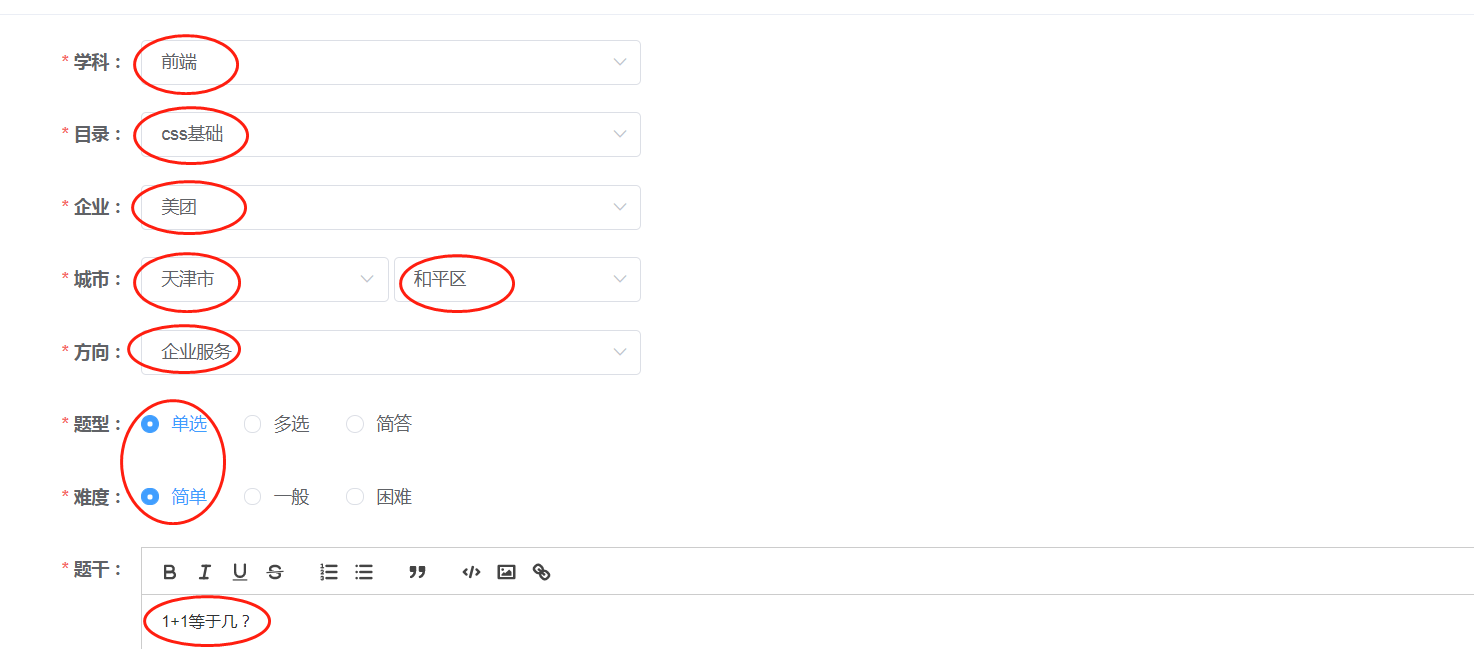 * 学科： 前端
* 目录： css基础
* 企业： 美团
* 城市： 天津市 和平区
* 方向： 企业服务
* 题型： 单选 多选 简答
* 难度： 简单 一般 困难
* 题干：
1+1等于几？